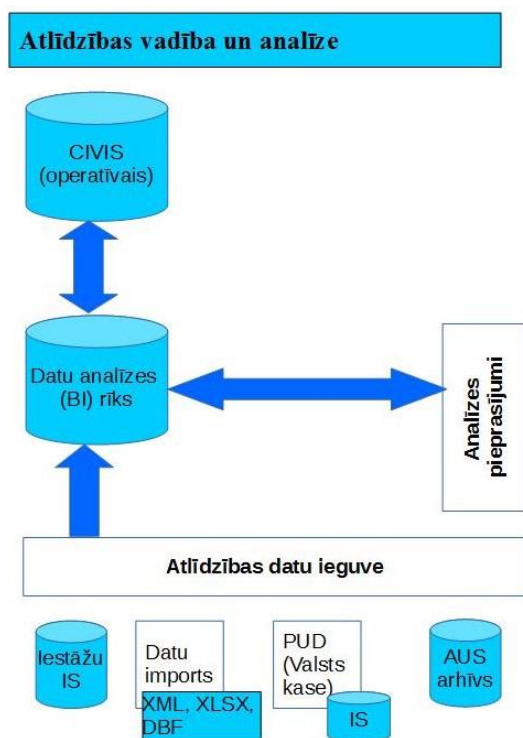 Atlīdzības vadība un analīze
CIVIS
(operatīvais)
Datu analīzes
(BI) rīks
Analīzes
pieprasījumi
Atlīdzības datu ieguve
Iestāžu
IS
Datu
imports
XML, XLSX,
DBF
PUD
(Valsts
kase)
IS
AUS
arhīvs